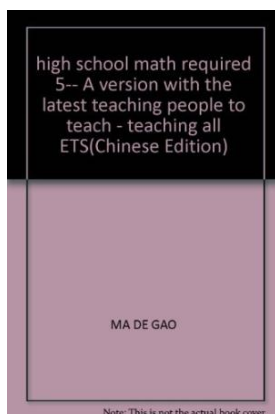 high school math required
5-- A version with the
latest teaching people to
teach - teaching all
ETS(Chinese Edition)
MA DE GAO
Note: This is not the actual book cover